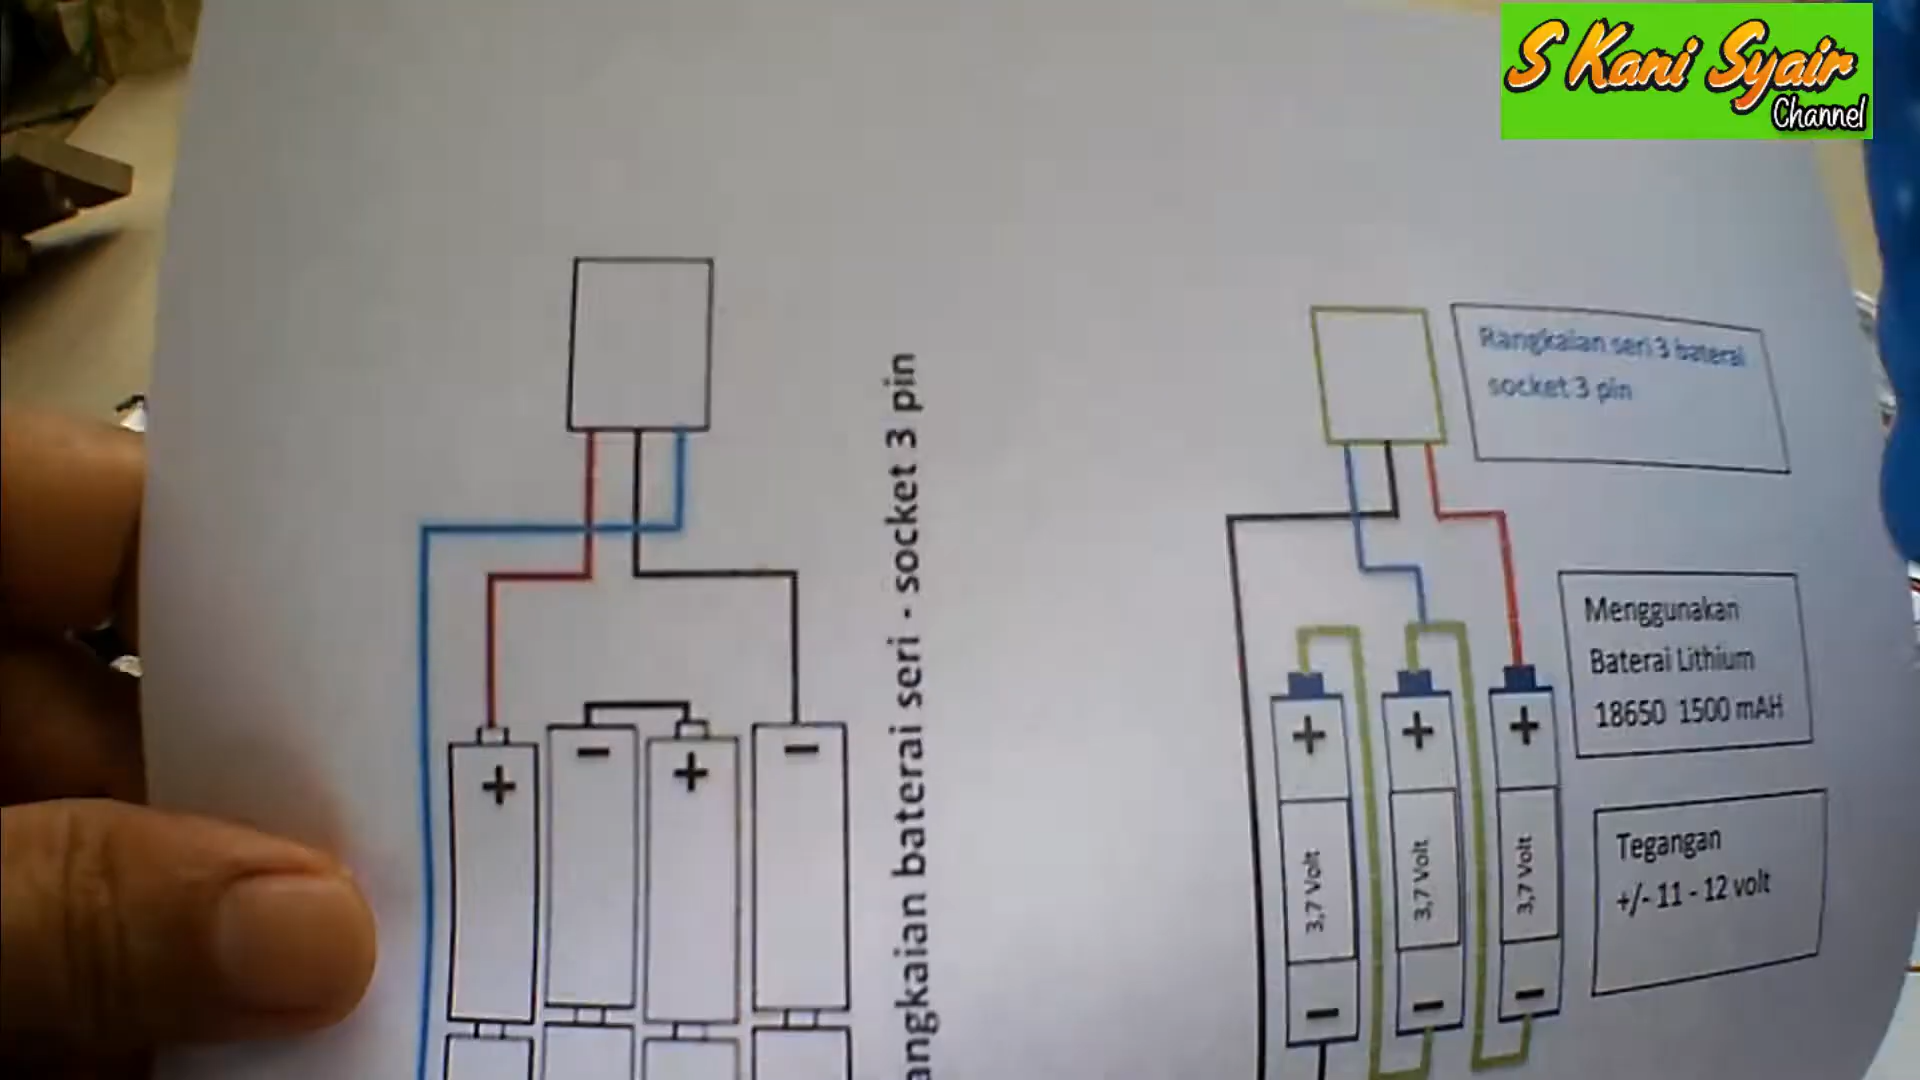 S Kani Syair
Channel
angkaian baterai seri - socket 3 pin
Rangkaian seri 3 baterai
socket 3 pin
Menggunakan
Baterai Lithium
18650 1500 mAH
Tegangan
+/- 11 - 12 volt
+
−
+
−
+
+
+
3,7 Volt
3,7 Volt
3,7 Volt
−
−
−